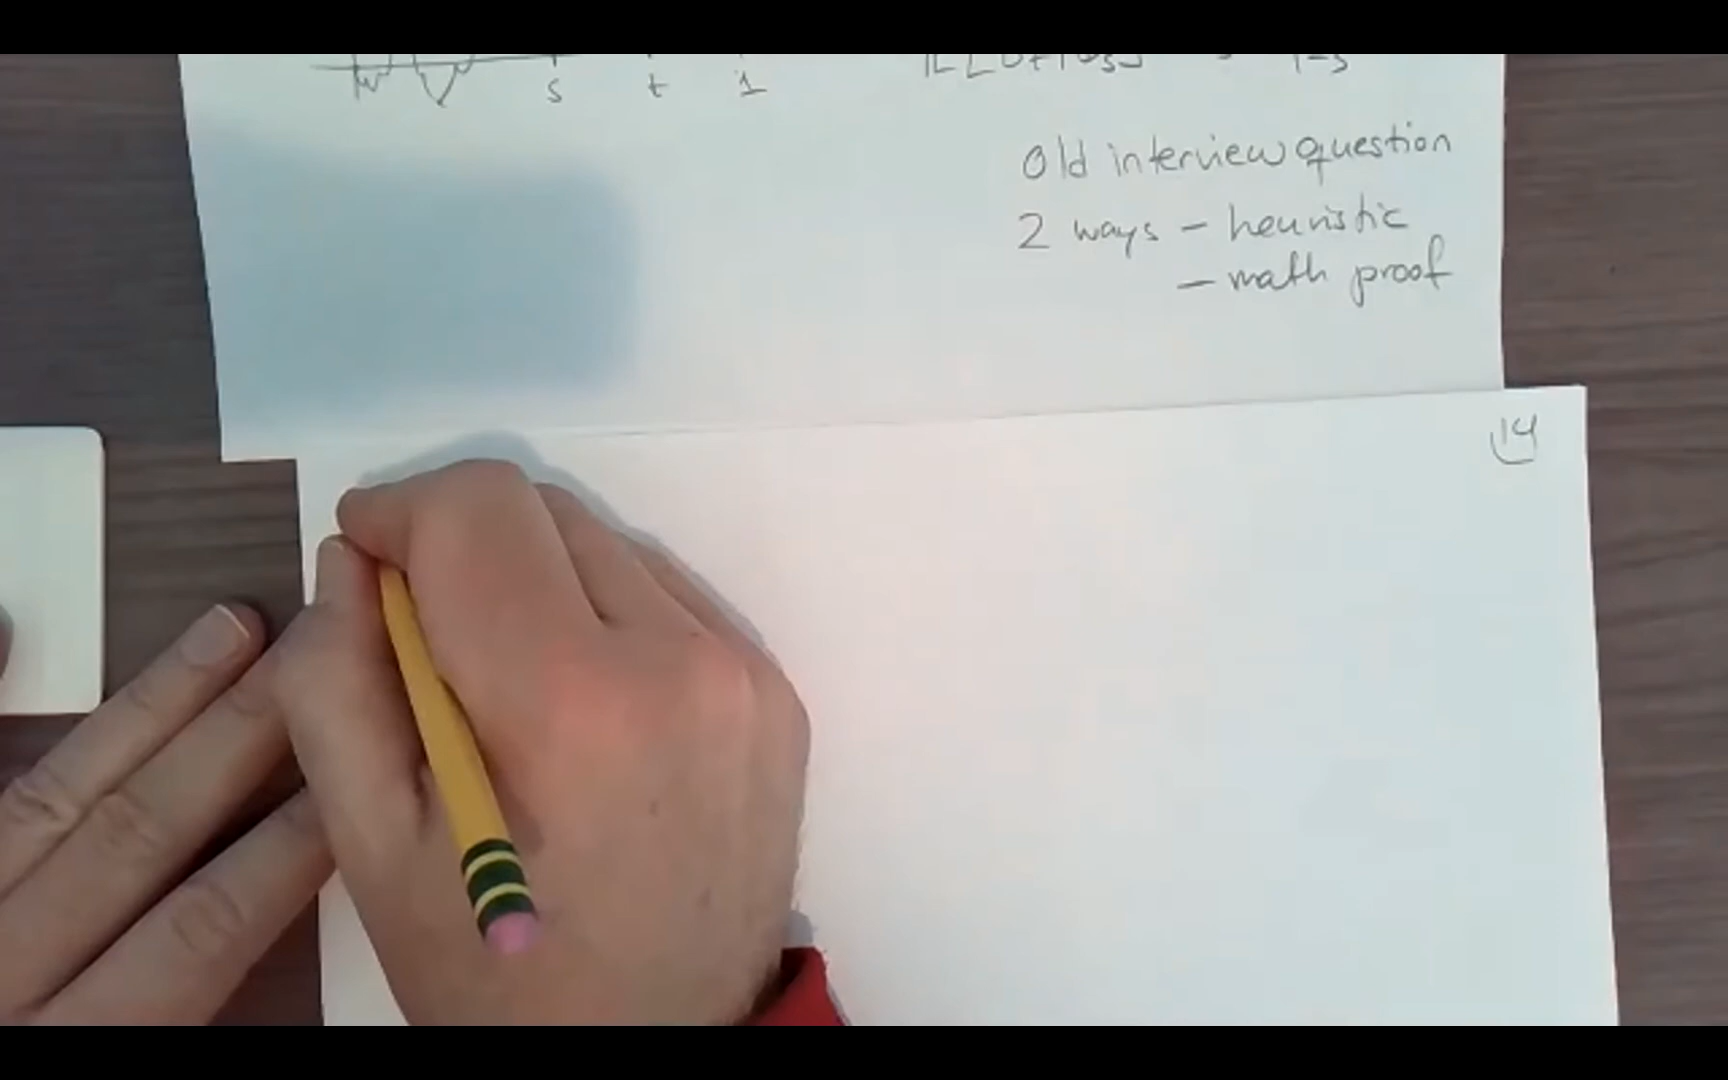 s t 1
Old interview question
2 ways - heuristic
- math proof
14